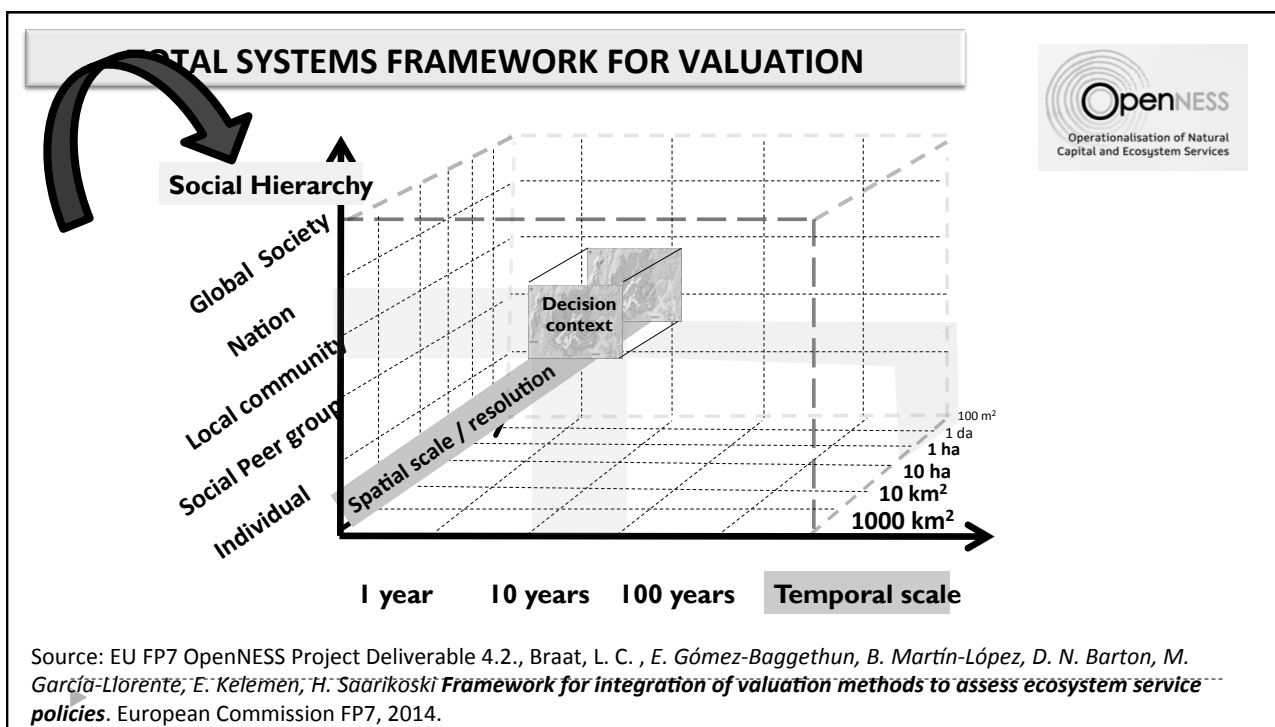 TOTAL SYSTEMS FRAMEWORK FOR VALUATION
OpenNESS
Operationalisation of Natural
Capital and Ecosystem Services
Social Hierarchy
Global Society
Nation
Local community
Social Peer group
Individual
Decision
context
Spatial scale / resolution
100 m²
1 da
1 ha
10 ha
10 km²
1000 km²
1 year 10 years 100 years Temporal scale
Source: EU FP7 OpenNESS Project Deliverable 4.2., Braat, L. C. , E. Gómez-Baggethun, B. Martín-López, D. N. Barton, M.
García-Llorente, E. Kelemen, H. Saarikoski Framework for integration of valuation methods to assess ecosystem service
policies. European Commission FP7, 2014.